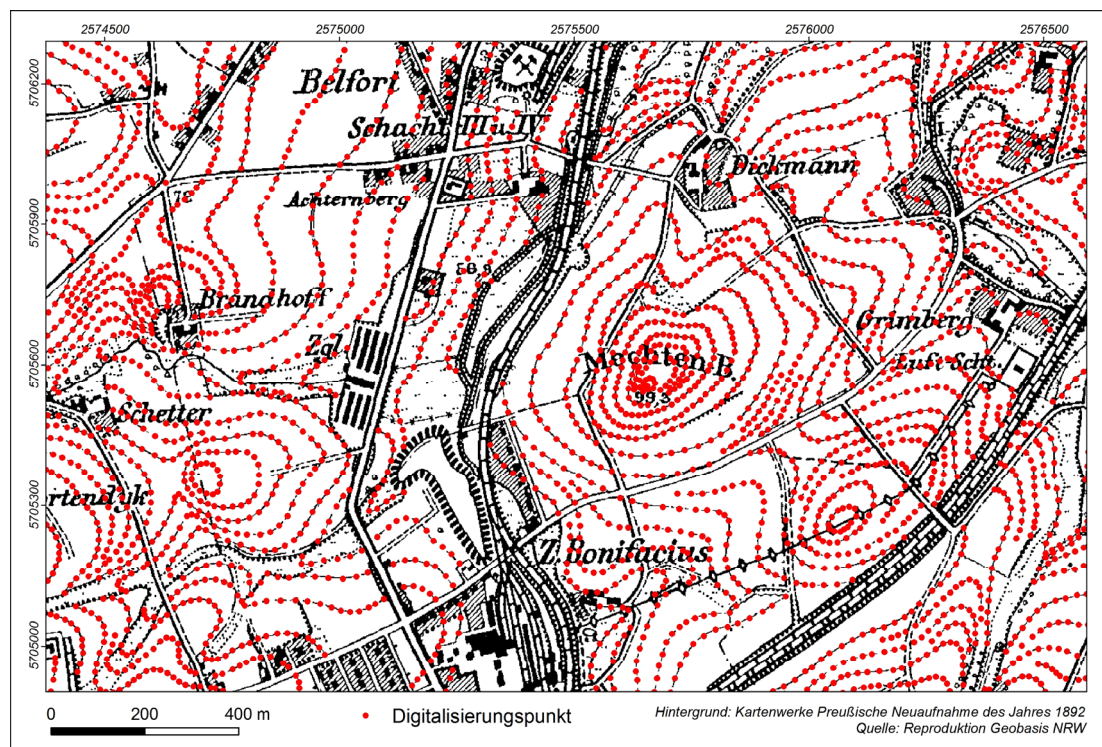 2574500 2575000 2575500 2576000 2576500
5706200
5705900
5705600
5705300
5705000
Belfort
Schacht III u. IV
Dickmann
Achternberg
Brandhoff
Zgl.
Mechten B.
99,3
Grimberg
Luft Scht.
Schetter
rtendyk
Z. Bonifacius
0 200 400 m
Digitalisierungspunkt
Hintergrund: Kartenwerke Preußische Neuaufnahme des Jahres 1892
Quelle: Reproduktion Geobasis NRW